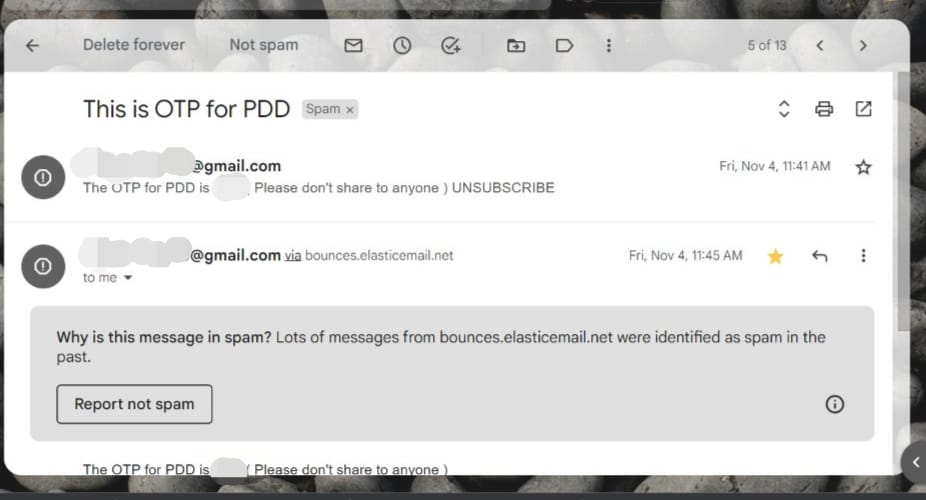 Delete forever Not spam 5 of 13
This is OTP for PDD Spam x
@gmail.com Fri, Nov 4, 11:41 AM
The OTP for PDD is Please don't share to anyone ) UNSUBSCRIBE
@gmail.com via bounces.elasticemail.net Fri, Nov 4, 11:45 AM
to me
Why is this message in spam? Lots of messages from bounces.elasticemail.net were identified as spam in the
past.
Report not spam
The OTP for PDD is ( Please don't share to anyone )